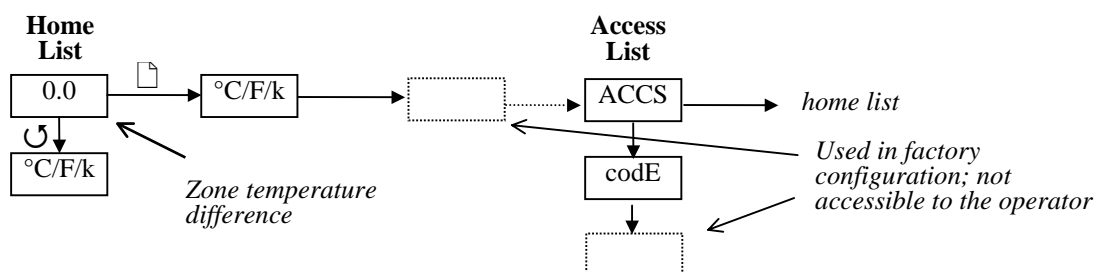 Home
List
Access
List
0.0
°C/F/k
ACCS
home list
°C/F/k
codE
Zone temperature
difference
Used in factory
configuration; not
accessible to the operator